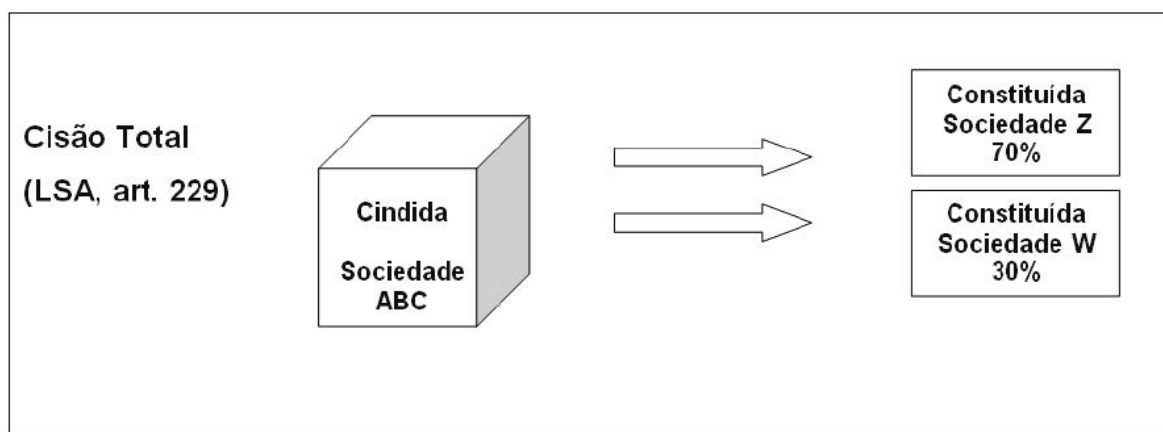 Cisão Total
(LSA, art. 229)
Cindida
Sociedade
ABC
Constituída
Sociedade Z
70%
Constituída
Sociedade W
30%